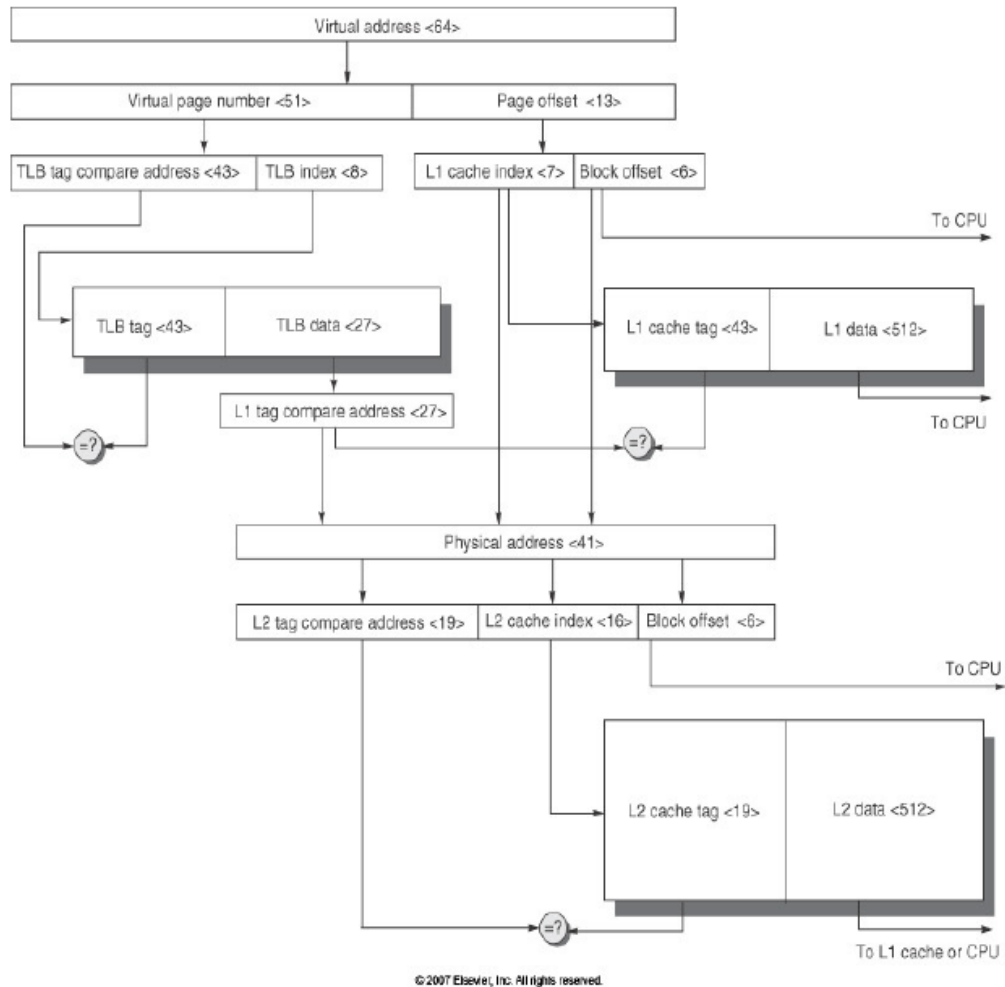 Virtual address <64>
Virtual page number <51> Page offset <13>
TLB tag compare address <43> TLB index <8> L1 cache index <7> Block offset <6>
To CPU
TLB tag <43> TLB data <27> L1 cache tag <43> L1 data <512>
L1 tag compare address <27>
To CPU
=? =?
Physical address <41>
L2 tag compare address <19> L2 cache index <16> Block offset <6>
To CPU
L2 cache tag <19> L2 data <512>
=?
To L1 cache or CPU
© 2007 Elsevier, Inc. All rights reserved.